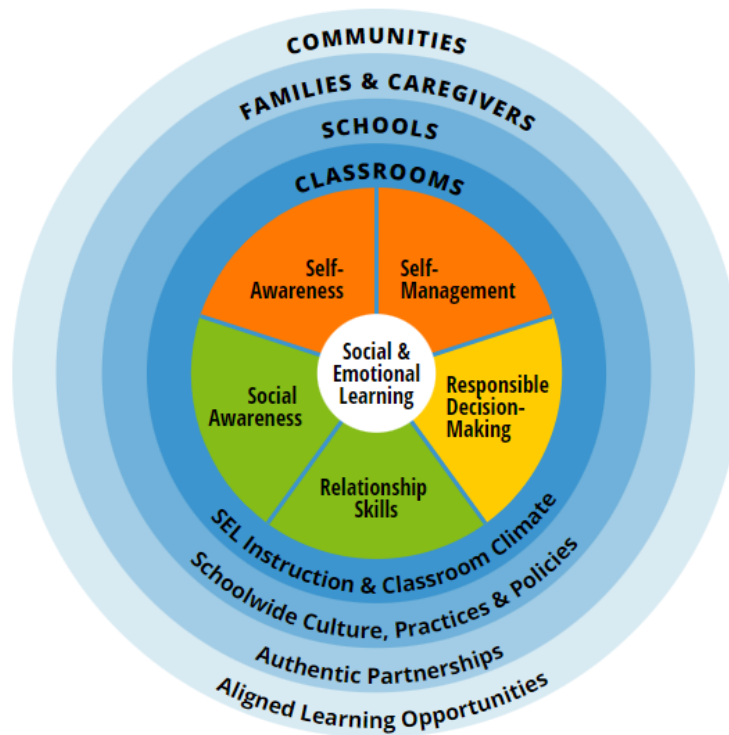 COMMUNITIES
FAMILIES & CAREGIVERS
SCHOOLS
CLASSROOMS
Self-
Awareness
Self-
Management
Social &
Emotional
Learning
Social
Awareness
Responsible
Decision-
Making
Relationship
Skills
SEL Instruction & Classroom Climate
Schoolwide Culture, Practices & Policies
Authentic Partnerships
Aligned Learning Opportunities